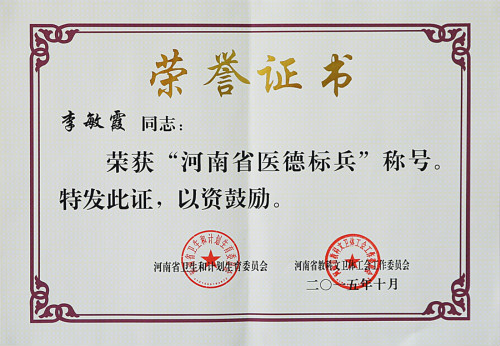 荣誉证书
李敏霞 同志:
荣获“河南省医德标兵”称号。
特发此证,以资鼓励。
河南省卫生和计划生育委员会 河南省教科文卫体工会工作委员会
二〇一五年十月